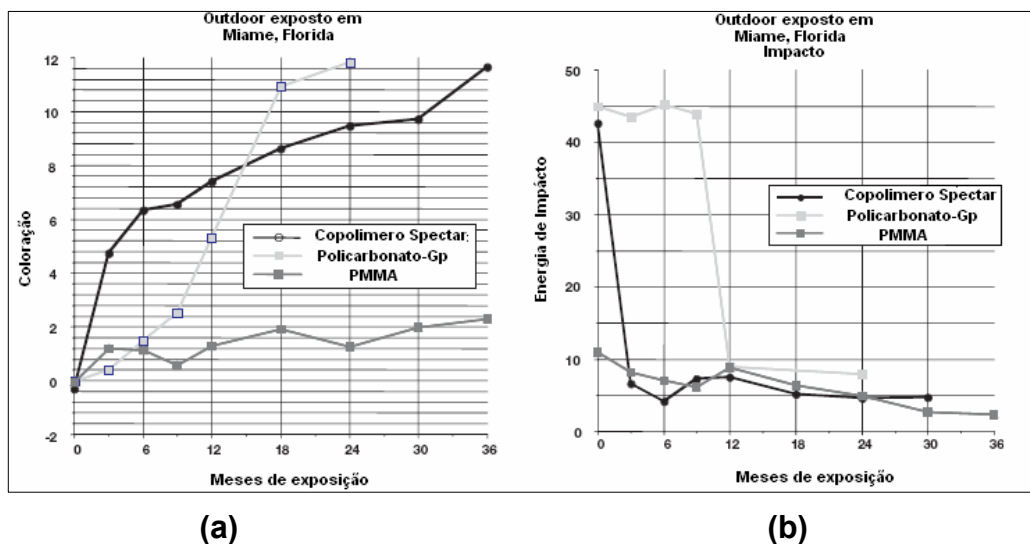 Outdoor exposto em
Miame, Florida
12
10
8
6
4
2
0
-2
Coloração
Copolimero Spectar:
Policarbonato-Gp
PMMA
0 6 12 18 24 30 36
Meses de exposição
(a)
Outdoor exposto em
Miame, Florida
Impacto
50
40
30
20
10
0
Energia de Impácto
Copolimero Spectar
Policarbonato-Gp
PMMA
0 6 12 18 24 30 36
Meses de exposição
(b)